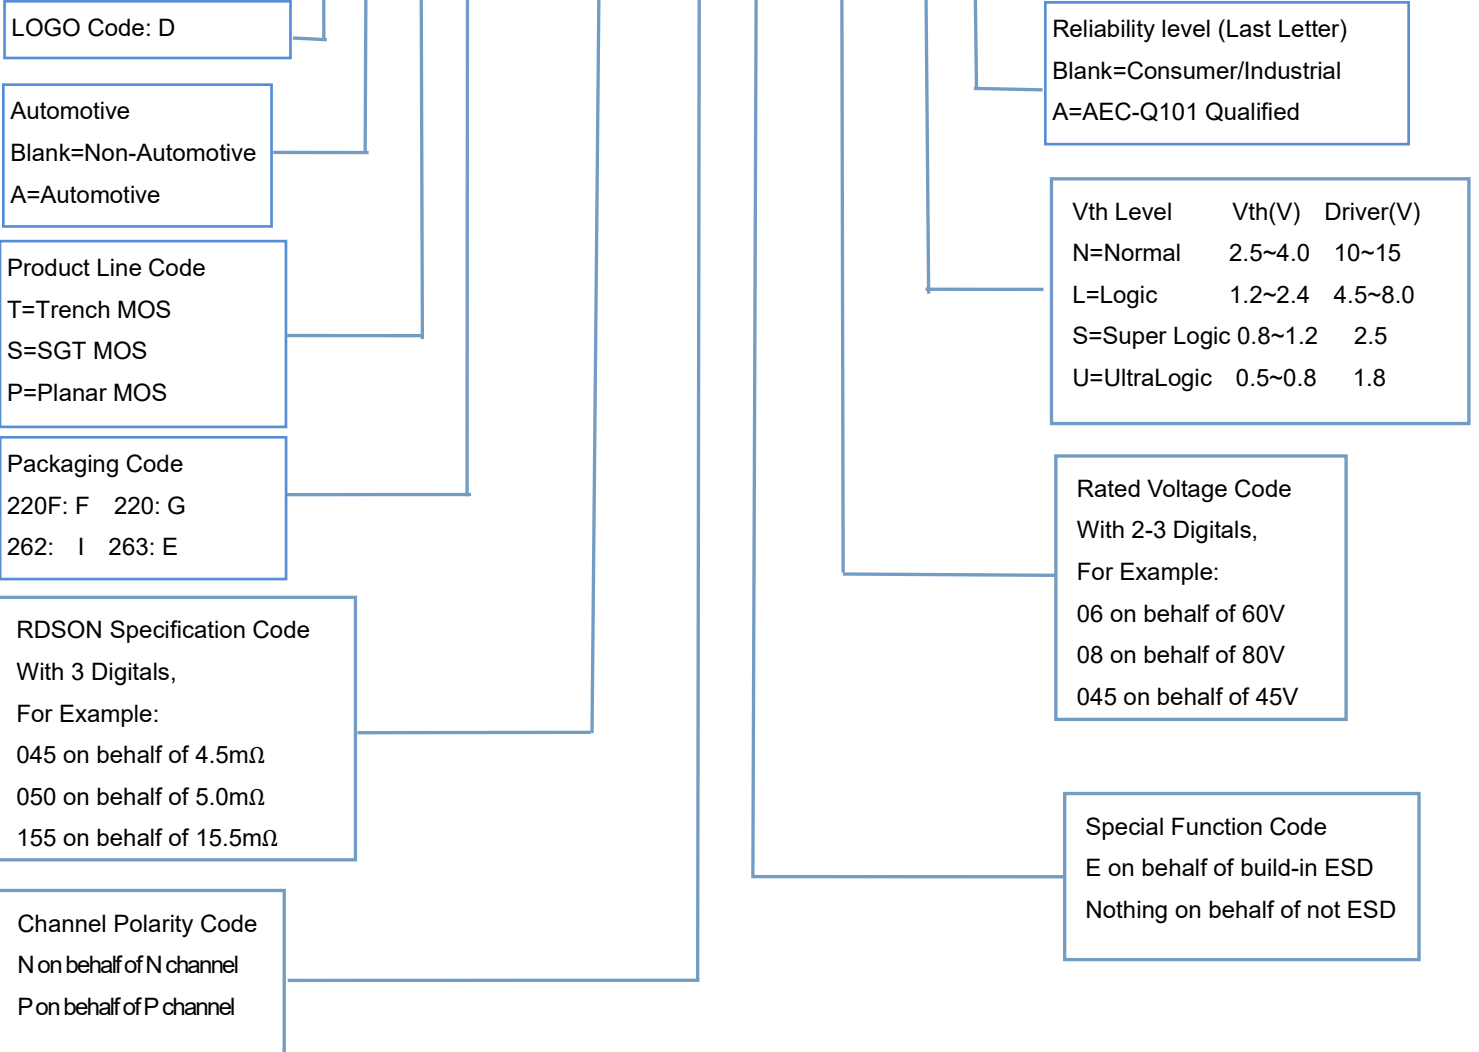 LOGO Code: D
Automotive
Blank=Non-Automotive
A=Automotive
Product Line Code
T=Trench MOS
S=SGT MOS
P=Planar MOS
Packaging Code
220F: F 220: G
262: I 263: E
RDSON Specification Code
With 3 Digitals,
For Example:
045 on behalf of 4.5mΩ
050 on behalf of 5.0mΩ
155 on behalf of 15.5mΩ
Channel Polarity Code
N on behalf of N channel
P on behalf of P channel
Reliability level (Last Letter)
Blank=Consumer/Industrial
A=AEC-Q101 Qualified
Vth Level Vth(V) Driver(V)
N=Normal 2.5~4.0 10~15
L=Logic 1.2~2.4 4.5~8.0
S=Super Logic 0.8~1.2 2.5
U=UltraLogic 0.5~0.8 1.8
Rated Voltage Code
With 2-3 Digitals,
For Example:
06 on behalf of 60V
08 on behalf of 80V
045 on behalf of 45V
Special Function Code
E on behalf of build-in ESD
Nothing on behalf of not ESD